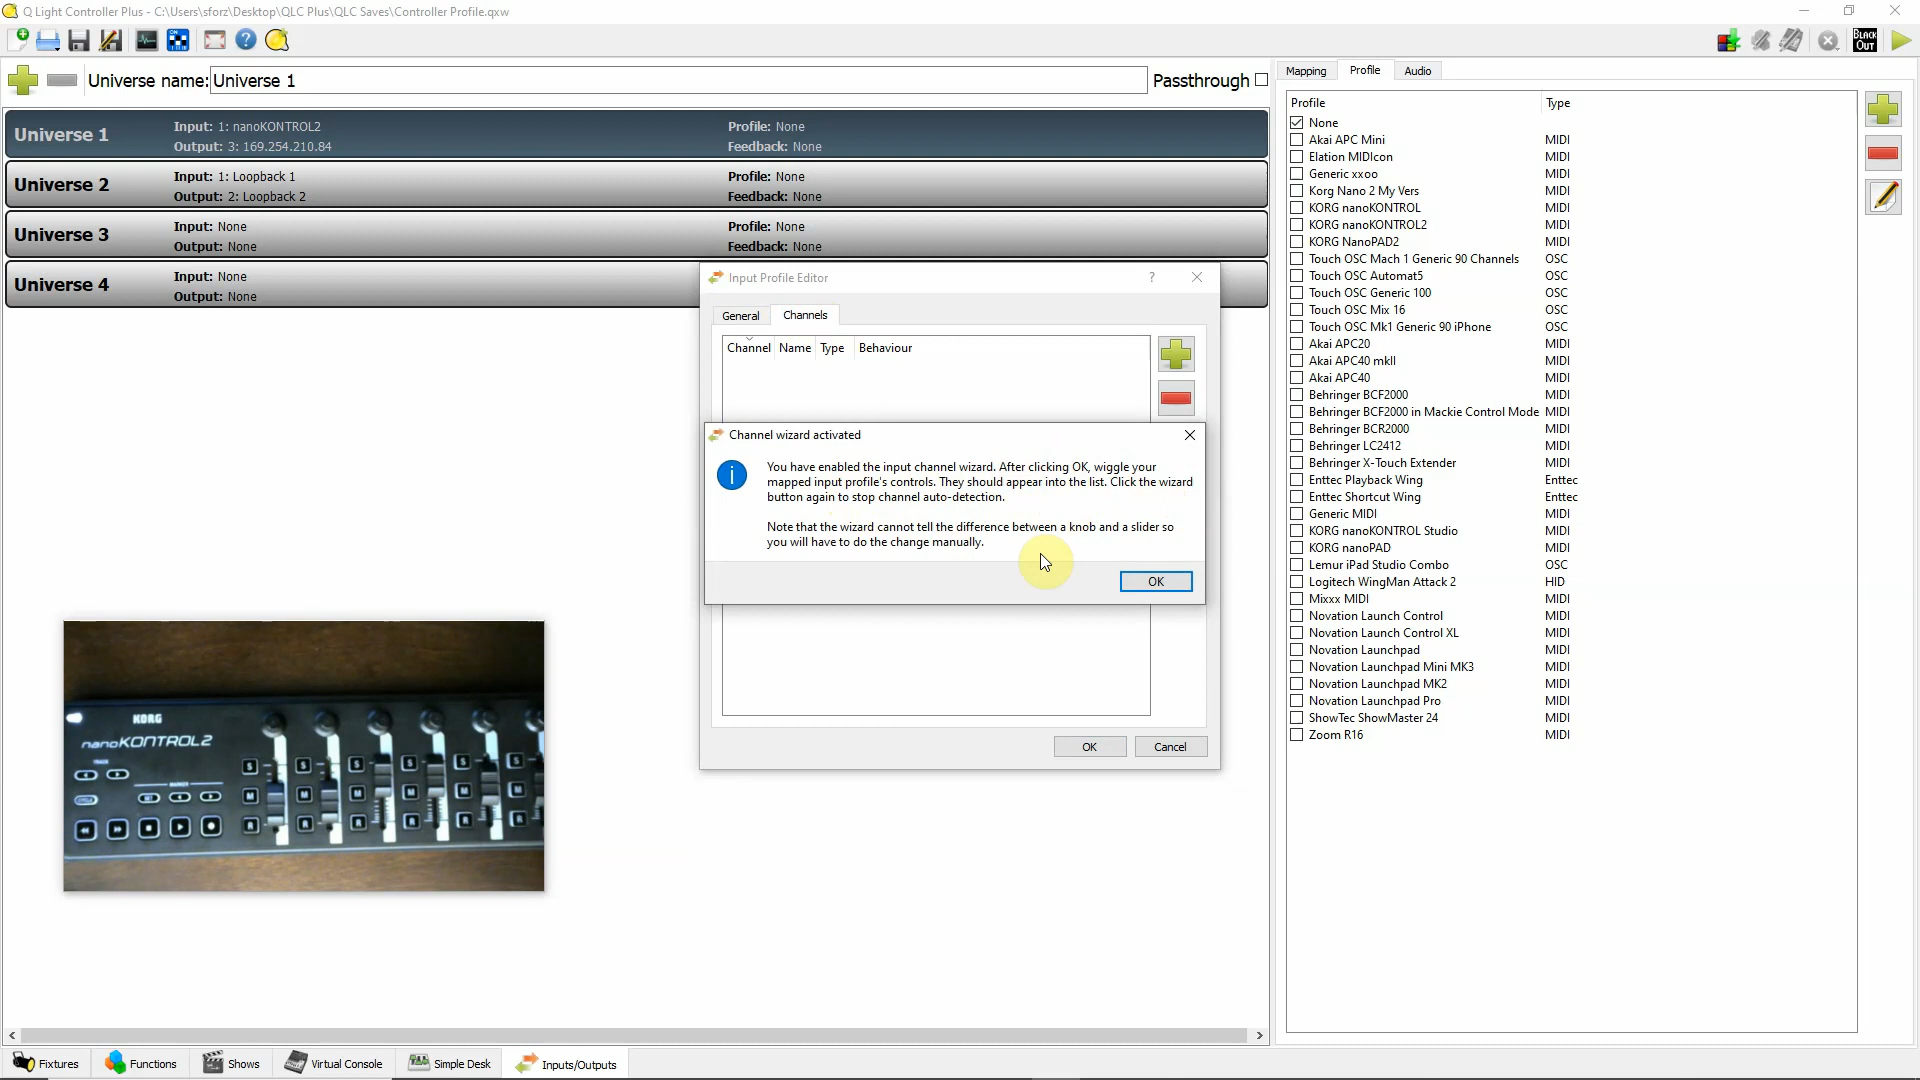 Q Light Controller Plus - C:\Users\sforz\Desktop\QLC Plus\QLC Saves\Controller Profile.qxw
BLACK
OUT
Universe name: Universe 1
Passthrough
Universe 1
Input: 1: nanoKONTROL2
Profile: None
Output: 3: 169.254.210.84
Feedback: None
Universe 2
Input: 1: Loopback 1
Profile: None
Output: 2: Loopback 2
Feedback: None
Universe 3
Input: None
Profile: None
Output: None
Feedback: None
Universe 4
Input: None
Output: None
Input Profile Editor
General
Channels
Channel Name Type Behaviour
Channel wizard activated
You have enabled the input channel wizard. After clicking OK, wiggle your
mapped input profile's controls. They should appear into the list. Click the wizard
button again to stop channel auto-detection.
Note that the wizard cannot tell the difference between a knob and a slider so
you will have to do the change manually.
OK
OK
Cancel
KORG
nanoKONTROL2
TRACK
MARKER
CYCLE
SET
S S S S S S
M M M M M M
R R R R R R
Mapping
Profile
Audio
Profile Type
None
Akai APC Mini MIDI
Elation MIDIcon MIDI
Generic xxoo MIDI
Korg Nano 2 My Vers MIDI
KORG nanoKONTROL MIDI
KORG nanoKONTROL2 MIDI
KORG NanoPAD2 MIDI
Touch OSC Mach 1 Generic 90 Channels OSC
Touch OSC Automat5 OSC
Touch OSC Generic 100 OSC
Touch OSC Mix 16 OSC
Touch OSC Mk1 Generic 90 iPhone OSC
Akai APC20 MIDI
Akai APC40 mkII MIDI
Akai APC40 MIDI
Behringer BCF2000 MIDI
Behringer BCF2000 in Mackie Control Mode MIDI
Behringer BCR2000 MIDI
Behringer LC2412 MIDI
Behringer X-Touch Extender MIDI
Enttec Playback Wing Enttec
Enttec Shortcut Wing Enttec
Generic MIDI MIDI
KORG nanoKONTROL Studio MIDI
KORG nanoPAD MIDI
Lemur iPad Studio Combo OSC
Logitech WingMan Attack 2 HID
Mixxx MIDI MIDI
Novation Launch Control MIDI
Novation Launch Control XL MIDI
Novation Launchpad MIDI
Novation Launchpad Mini MK3 MIDI
Novation Launchpad MK2 MIDI
Novation Launchpad Pro MIDI
ShowTec ShowMaster 24 MIDI
Zoom R16 MIDI
Fixtures
Functions
Shows
Virtual Console
Simple Desk
Inputs/Outputs